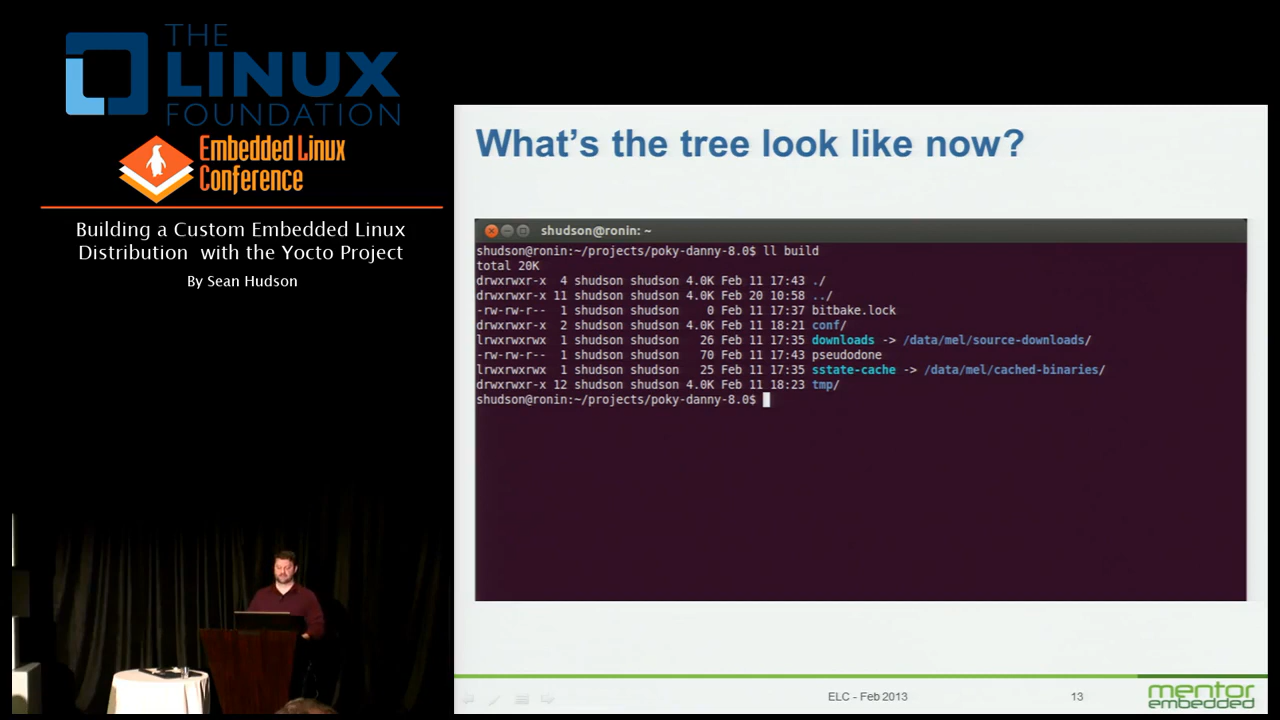 THE
LINUX
FOUNDATION
Embedded Linux
Conference
Building a Custom Embedded Linux
Distribution with the Yocto Project
By Sean Hudson
What's the tree look like now?
shudson@ronin: ~
shudson@ronin:~/projects/poky-danny-8.0$ ll build
total 20K
drwxrwxr-x 4 shudson shudson 4.0K Feb 11 17:43 ./
drwxrwxr-x 11 shudson shudson 4.0K Feb 20 10:58 ../
-rw-rw-r-- 1 shudson shudson 0 Feb 11 17:37 bitbake.lock
drwxrwxr-x 2 shudson shudson 4.0K Feb 11 18:21 conf/
lrwxrwxrwx 1 shudson shudson 26 Feb 11 17:35 downloads -> /data/mel/source-downloads/
-rw-rw-r-- 1 shudson shudson 70 Feb 11 17:43 pseudodone
lrwxrwxrwx 1 shudson shudson 25 Feb 11 17:35 sstate-cache -> /data/mel/cached-binaries/
drwxrwxr-x 12 shudson shudson 4.0K Feb 11 18:23 tmp/
shudson@ronin:~/projects/poky-danny-8.0$
ELC - Feb 2013
13
mentor
embedded